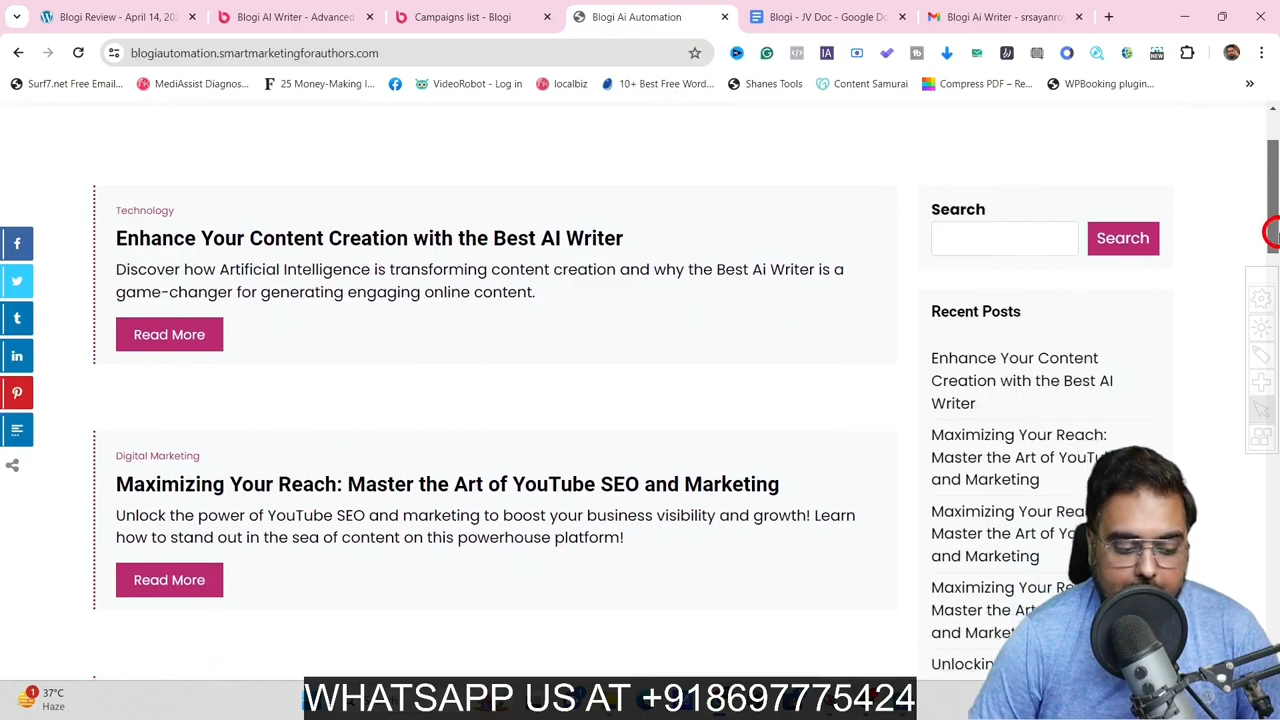 Blogi Review - April 14, 202
Blogi AI Writer - Advanced
Campaigns list - Blogi
Blogi Ai Automation
Blogi - JV Doc - Google Do
Blogi Ai Writer - srsayanro
blogiautomation.smartmarketingforauthors.com
Surf7.net Free Email...
MediAssist Diagnos...
25 Money-Making I...
VideoRobot - Log in
localbiz
10+ Best Free Word...
Shanes Tools
Content Samurai
Compress PDF – Re...
WPBooking plugin...
Technology
Enhance Your Content Creation with the Best AI Writer
Discover how Artificial Intelligence is transforming content creation and why the Best Ai Writer is a
game-changer for generating engaging online content.
Read More
Search
Search
Recent Posts
Enhance Your Content
Creation with the Best AI
Writer
Maximizing Your Reach:
Master the Art of YouTu
and Marketing
Digital Marketing
Maximizing Your Reach: Master the Art of YouTube SEO and Marketing
Unlock the power of YouTube SEO and marketing to boost your business visibility and growth! Learn
how to stand out in the sea of content on this powerhouse platform!
Read More
Maximizing Your Rea
Master the Art of Yo
and Marketing
Maximizing Your Re
Master the Art
and Market
Unlockin
37°C
Haze
WHATSAPP US AT +918697775424